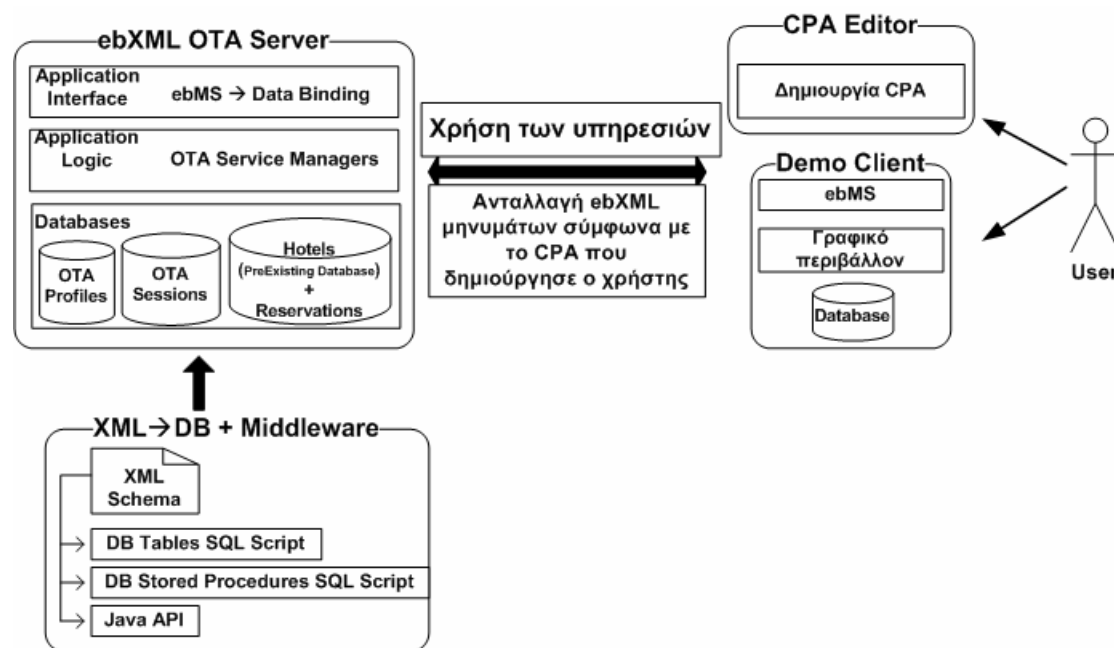 ebXML OTA Server
Application
Interface
ebMS → Data Binding
Application
Logic
OTA Service Managers
Databases
OTA
Profiles
OTA
Sessions
Hotels
(PreExisting Database)
+
Reservations
Χρήση των υπηρεσιών
Ανταλλαγή ebXML
μηνυμάτων σύμφωνα με
το CPA που
δημιούργησε ο χρήστης
CPA Editor
Δημιουργία CPA
Demo Client
ebMS
Γραφικό
περιβάλλον
Database
User
XML→DB + Middleware
XML
Schema
DB Tables SQL Script
DB Stored Procedures SQL Script
Java API